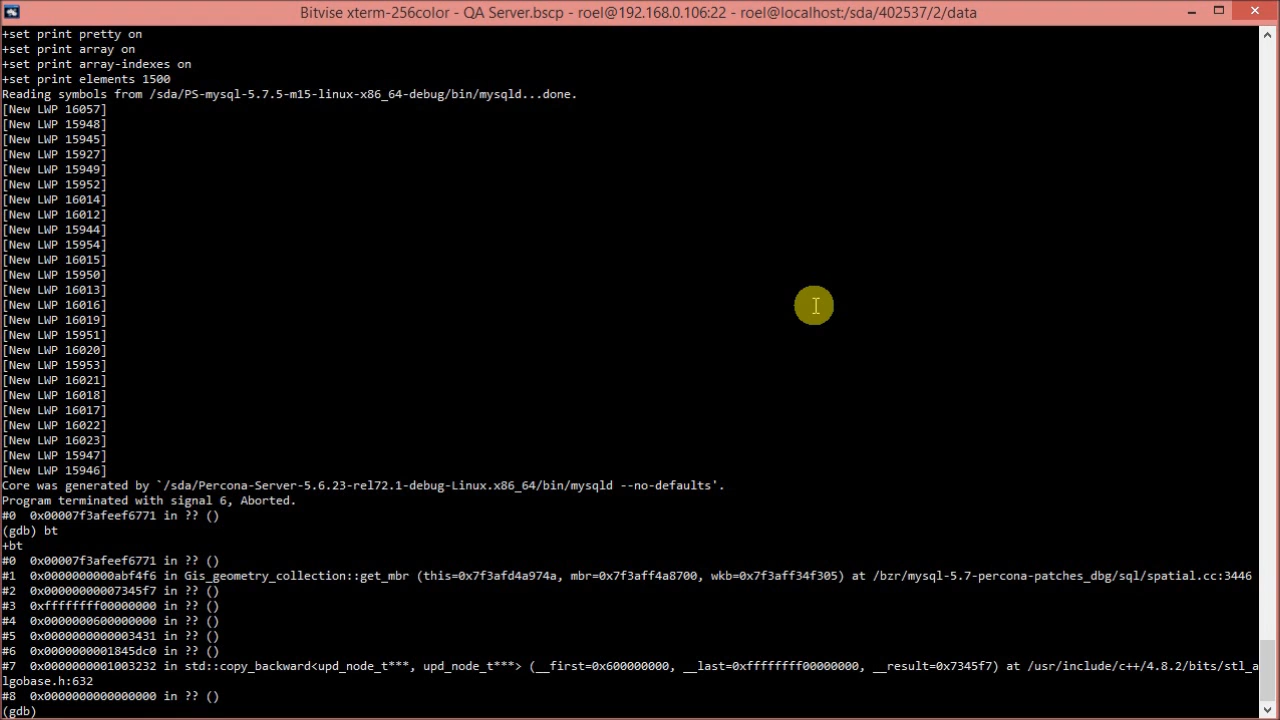 Bitvise xterm-256color - QA Server.bscp - roel@192.168.0.106:22 - roel@localhost:/sda/402537/2/data
+set print pretty on
+set print array on
+set print array-indexes on
+set print elements 1500
Reading symbols from /sda/PS-mysql-5.7.5-m15-linux-x86_64-debug/bin/mysqld...done.
[New LWP 16057]
[New LWP 15948]
[New LWP 15945]
[New LWP 15927]
[New LWP 15949]
[New LWP 15952]
[New LWP 16014]
[New LWP 16012]
[New LWP 15944]
[New LWP 15954]
[New LWP 16015]
[New LWP 15950]
[New LWP 16013]
[New LWP 16016]
[New LWP 16019]
[New LWP 15951]
[New LWP 16020]
[New LWP 15953]
[New LWP 16021]
[New LWP 16018]
[New LWP 16017]
[New LWP 16022]
[New LWP 16023]
[New LWP 15947]
[New LWP 15946]
Core was generated by `/sda/Percona-Server-5.6.23-rel72.1-debug-Linux.x86_64/bin/mysqld --no-defaults'.
Program terminated with signal 6, Aborted.
#0  0x00007f3afeef6771 in ?? ()
(gdb) bt
+bt
#0  0x00007f3afeef6771 in ?? ()
#1  0x0000000000abf4f6 in Gis_geometry_collection::get_mbr (this=0x7f3afd4a974a, mbr=0x7f3aff4a8700, wkb=0x7f3aff34f305) at /bzr/mysql-5.7-percona-patches_dbg/sql/spatial.cc:3446
#2  0x00000000007345f7 in ?? ()
#3  0xffffffff00000000 in ?? ()
#4  0x0000000600000000 in ?? ()
#5  0x0000000000003431 in ?? ()
#6  0x0000000001845dc0 in ?? ()
#7  0x0000000001003232 in std::copy_backward<upd_node_t***, upd_node_t***> (__first=0x600000000, __last=0xffffffff00000000, __result=0x7345f7) at /usr/include/c++/4.8.2/bits/stl_a
lgobase.h:632
#8  0x0000000000000000 in ?? ()
(gdb)